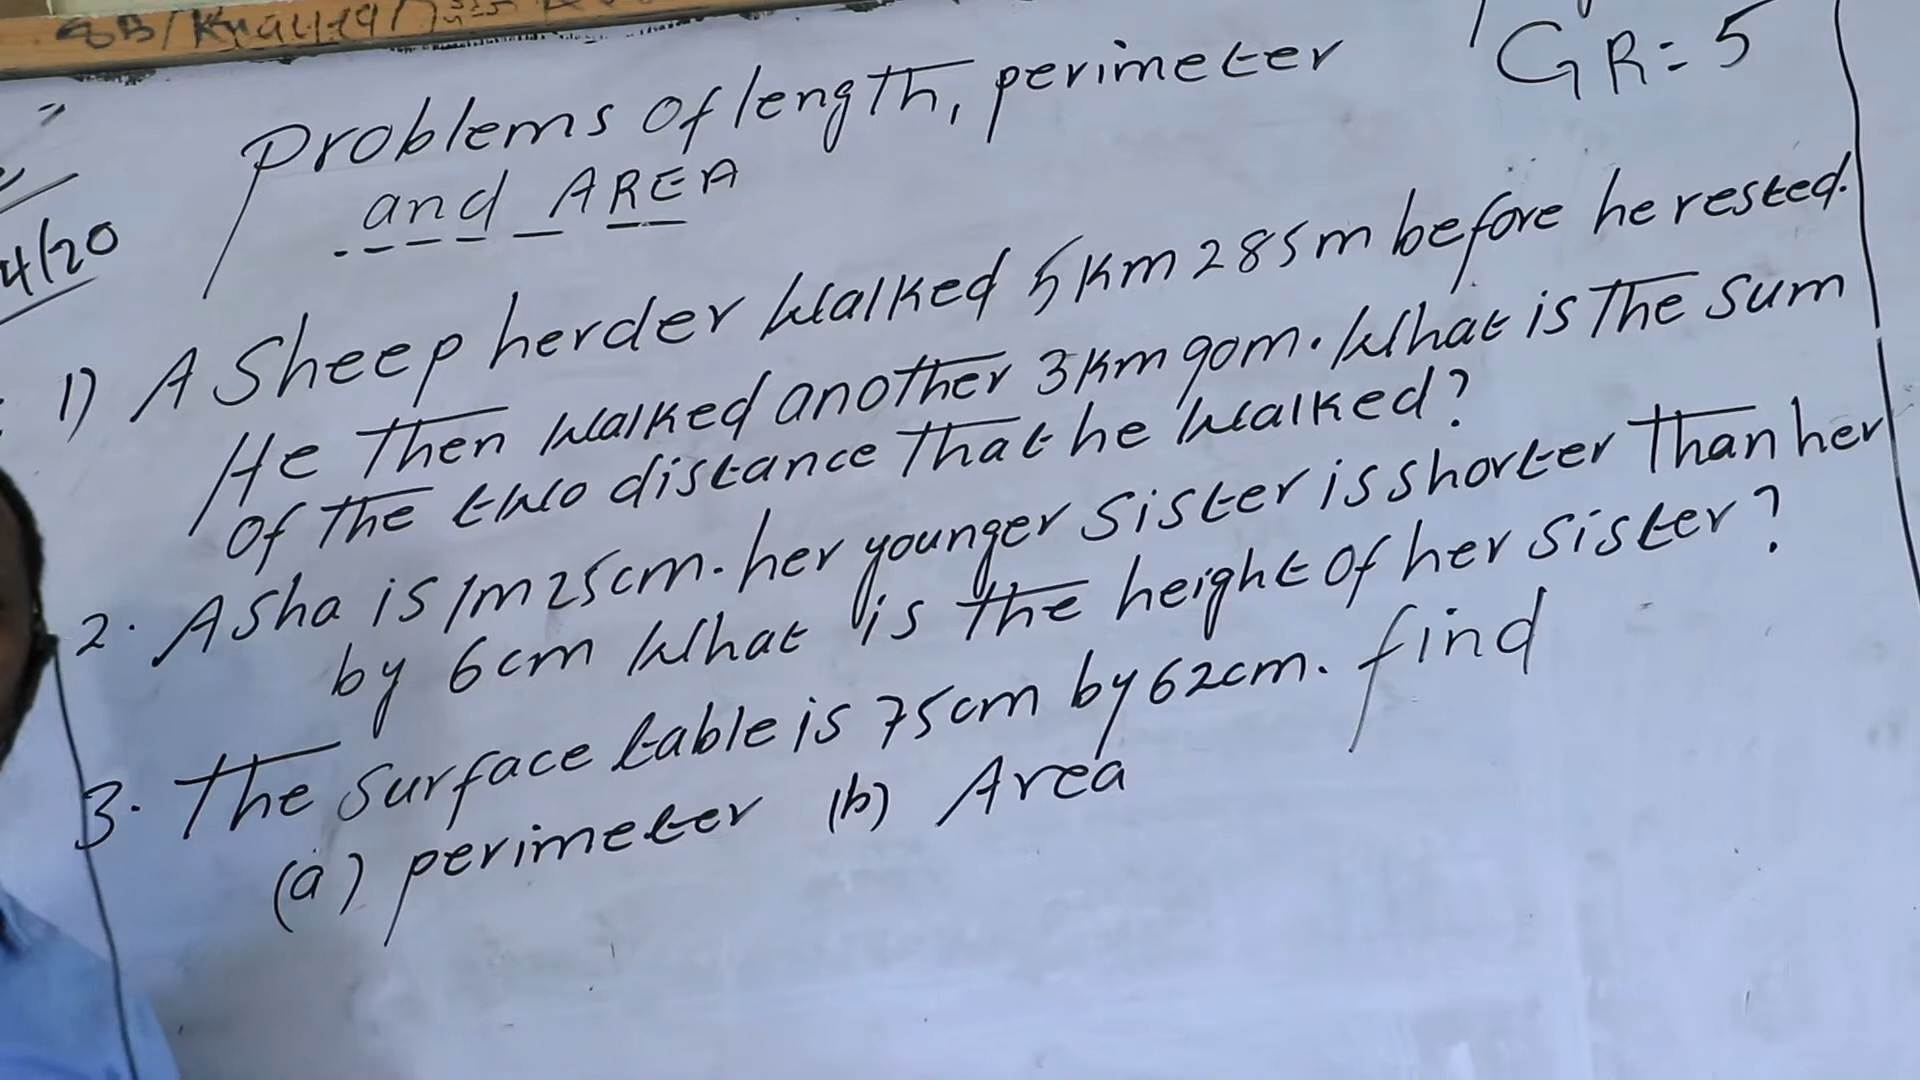 GR=5
Problems of length, perimeter
and AREA
4/20
1) A Sheep herder walked 5km 285m before he rested.
He then walked another 3km 90m. What is the sum
of the two distance that he walked?
2. Asha is 1m 25cm. her younger sister is shorter than her
by 6cm What is the height of her sister?
3. The surface table is 75cm by 62cm. find
(a) perimeter (b) Area